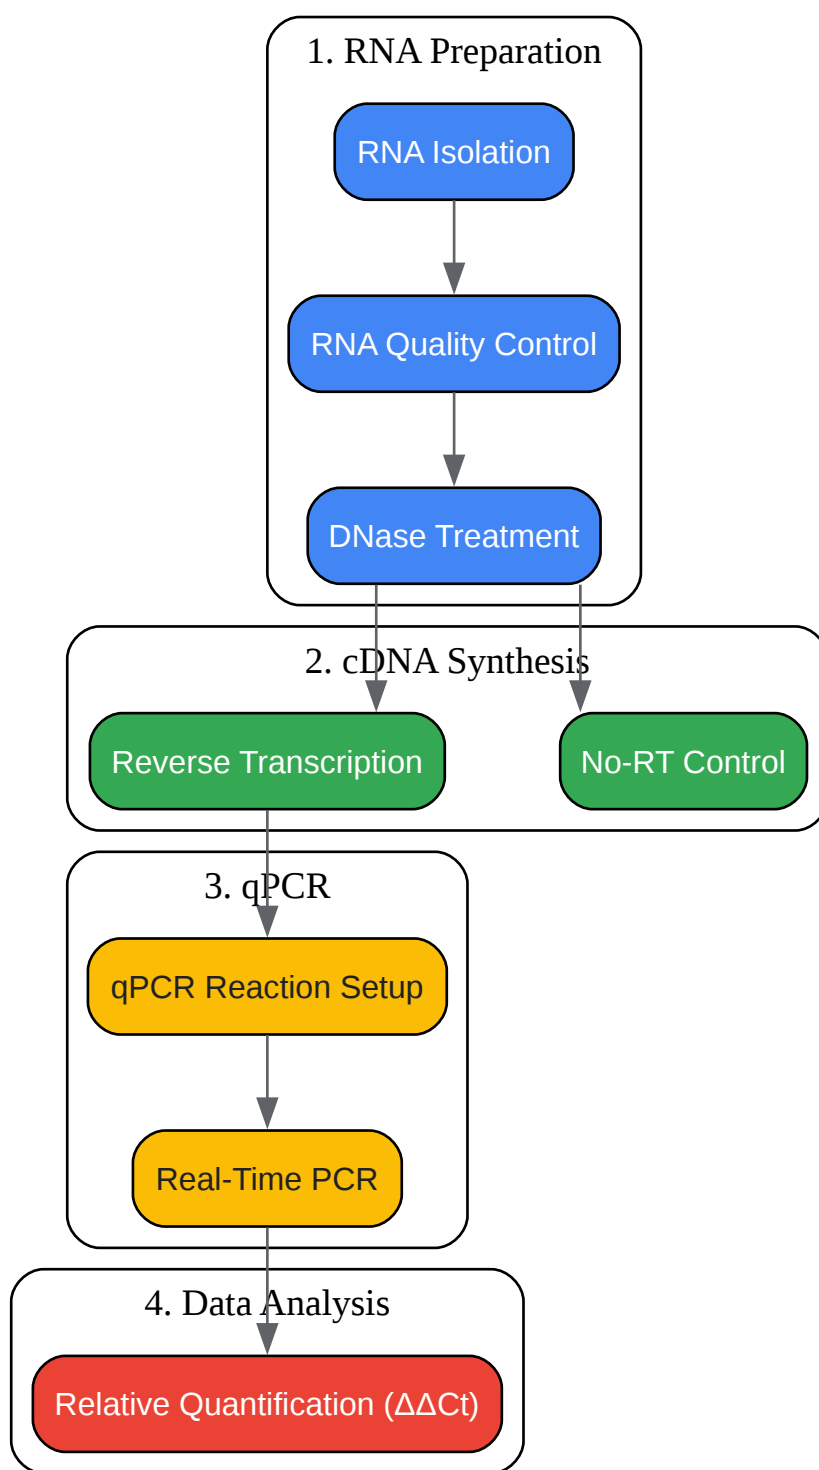 1. RNA Preparation
RNA Isolation
RNA Quality Control
DNase Treatment
2. cDNA Synthesis
Reverse Transcription
No-RT Control
3. qPCR
qPCR Reaction Setup
Real-Time PCR
4. Data Analysis
Relative Quantification (ΔΔCt)